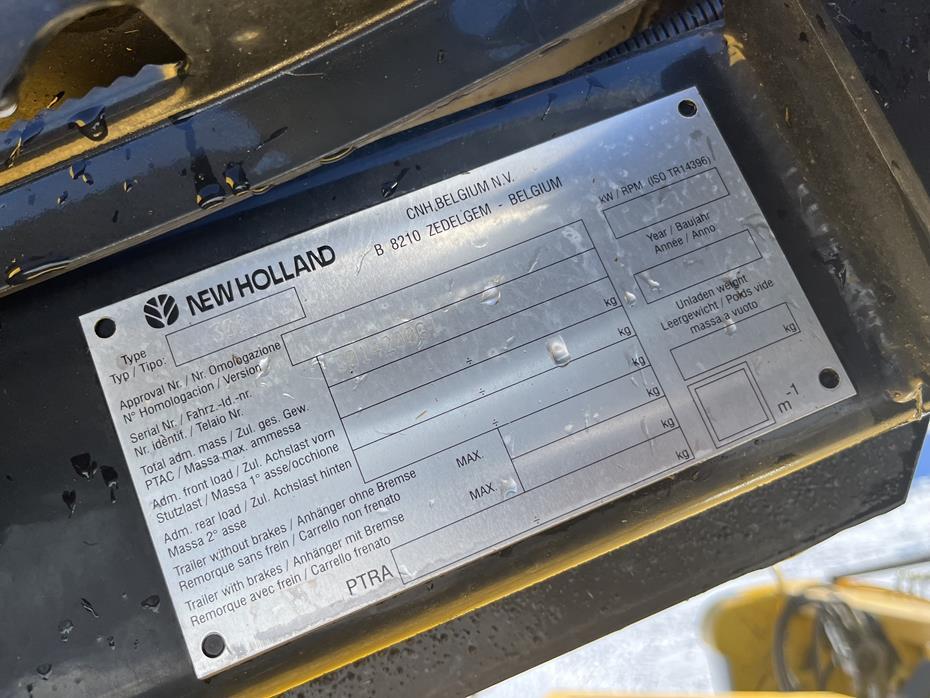 NEW HOLLAND
CNH BELGIUM N.V.
B 8210 ZEDELGEM - BELGIUM
Type
Typ / Tipo:
Approval Nr. / Nr. Omologazione
N° Homologacion / Version
Serial Nr. / Fahrz.-Id.-nr.
Nr. Identif. / Telaio Nr.
Total adm. mass / Zul. ges. Gew.
PTAC / Massa max. ammessa
kg
Adm. front load / Zul. Achslast vorn
Stutzlast / Massa 1° asse/occhione
÷ kg
Adm. rear load / Zul. Achslast hinten
Massa 2° asse
÷ kg
Trailer without brakes / Anhänger ohne Bremse
Remorque sans frein / Carrello non frenato
MAX. kg
Trailer with brakes / Anhänger mit Bremse
Remorque avec frein / Carrello frenato
MAX. kg
PTRA ÷
kW / RPM (ISO TR14396)
Year / Baujahr
Année / Anno
Unladen weight
Leergewicht / Poids vide
massa a vuoto
kg
m -1